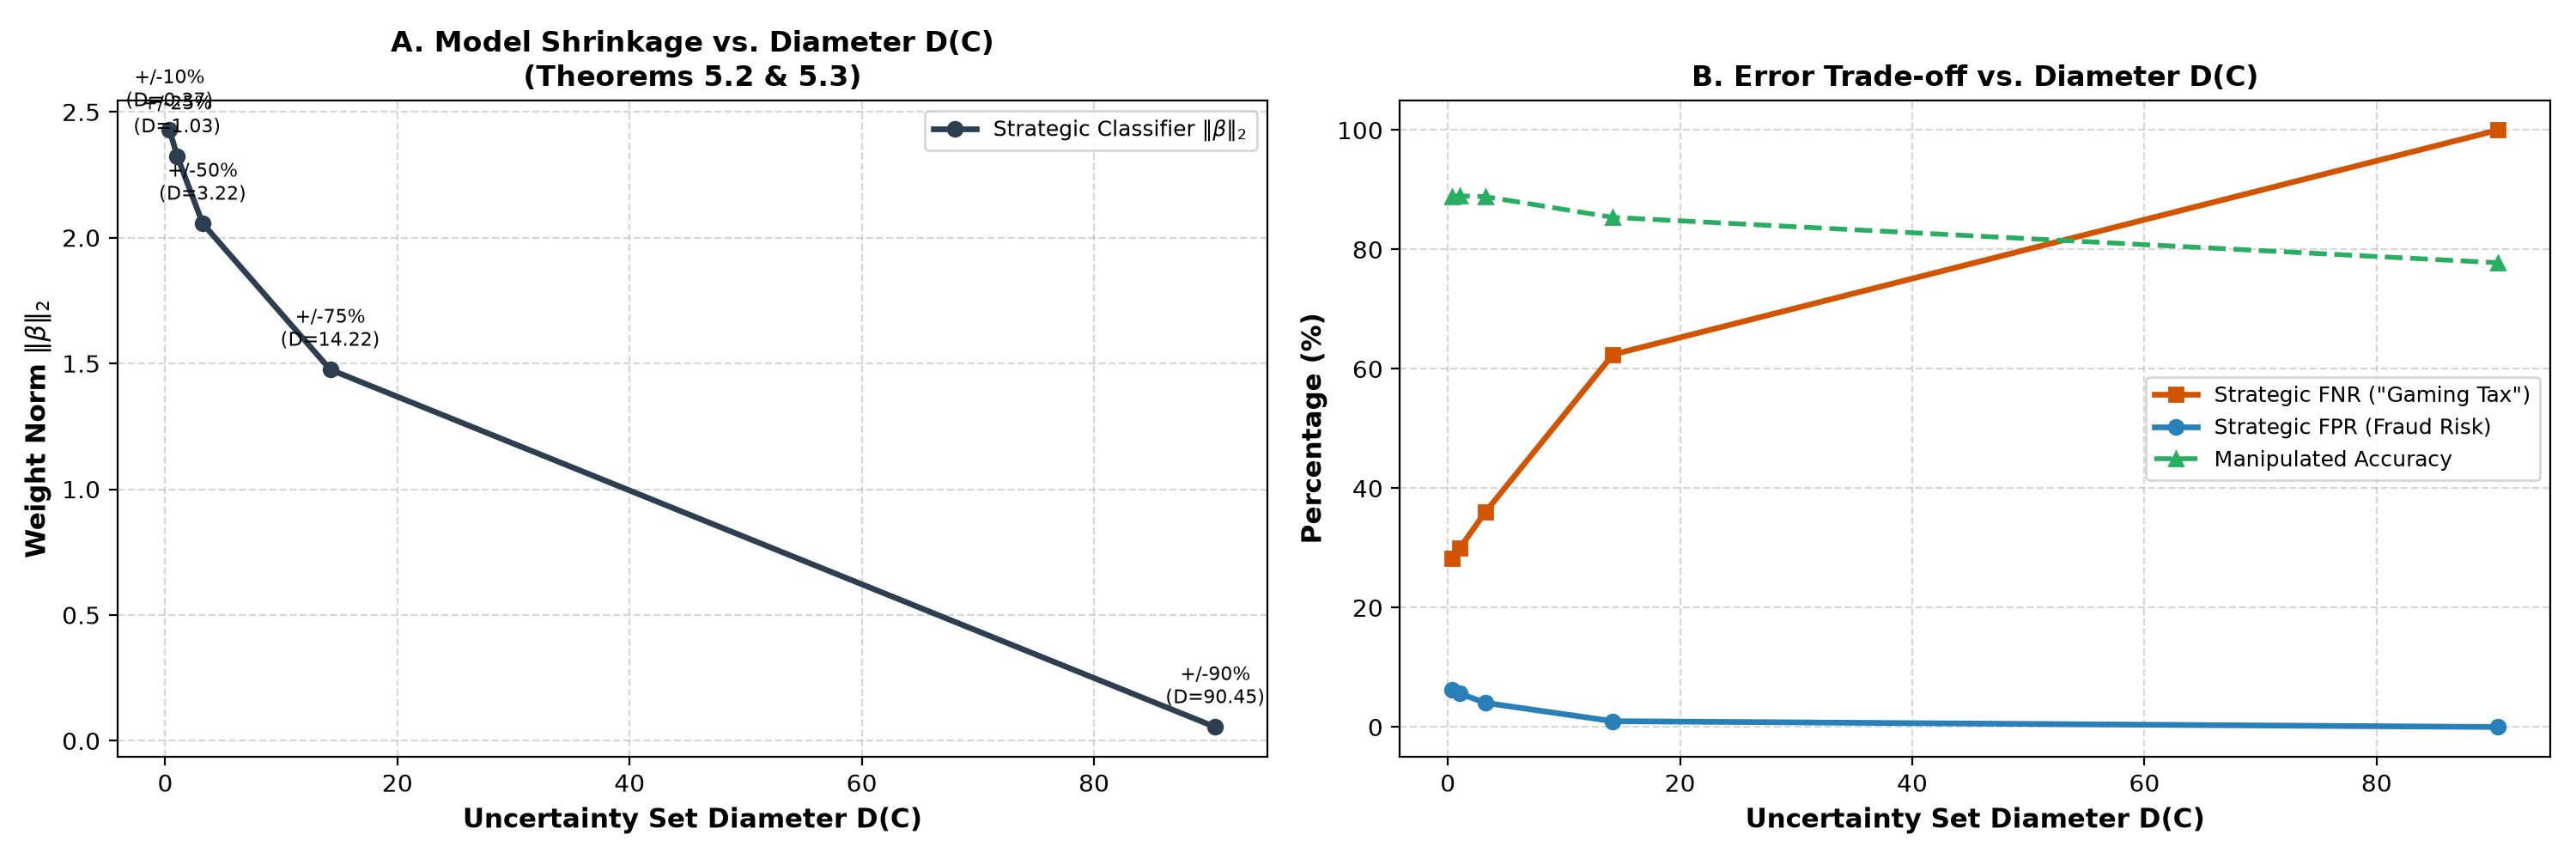 A. Model Shrinkage vs. Diameter D(C)
(Theorems 5.2 & 5.3)
+/-10%
(D=0.37)
+/-25%
(D=1.03)
+/-50%
(D=3.22)
+/-75%
(D=14.22)
+/-90%
(D=90.45)
Strategic Classifier ‖β‖₂
Weight Norm ‖β‖₂
2.5
2.0
1.5
1.0
0.5
0.0
0 20 40 60 80
Uncertainty Set Diameter D(C)
B. Error Trade-off vs. Diameter D(C)
Percentage (%)
100
80
60
40
20
0
Strategic FNR ("Gaming Tax")
Strategic FPR (Fraud Risk)
Manipulated Accuracy
0 20 40 60 80
Uncertainty Set Diameter D(C)